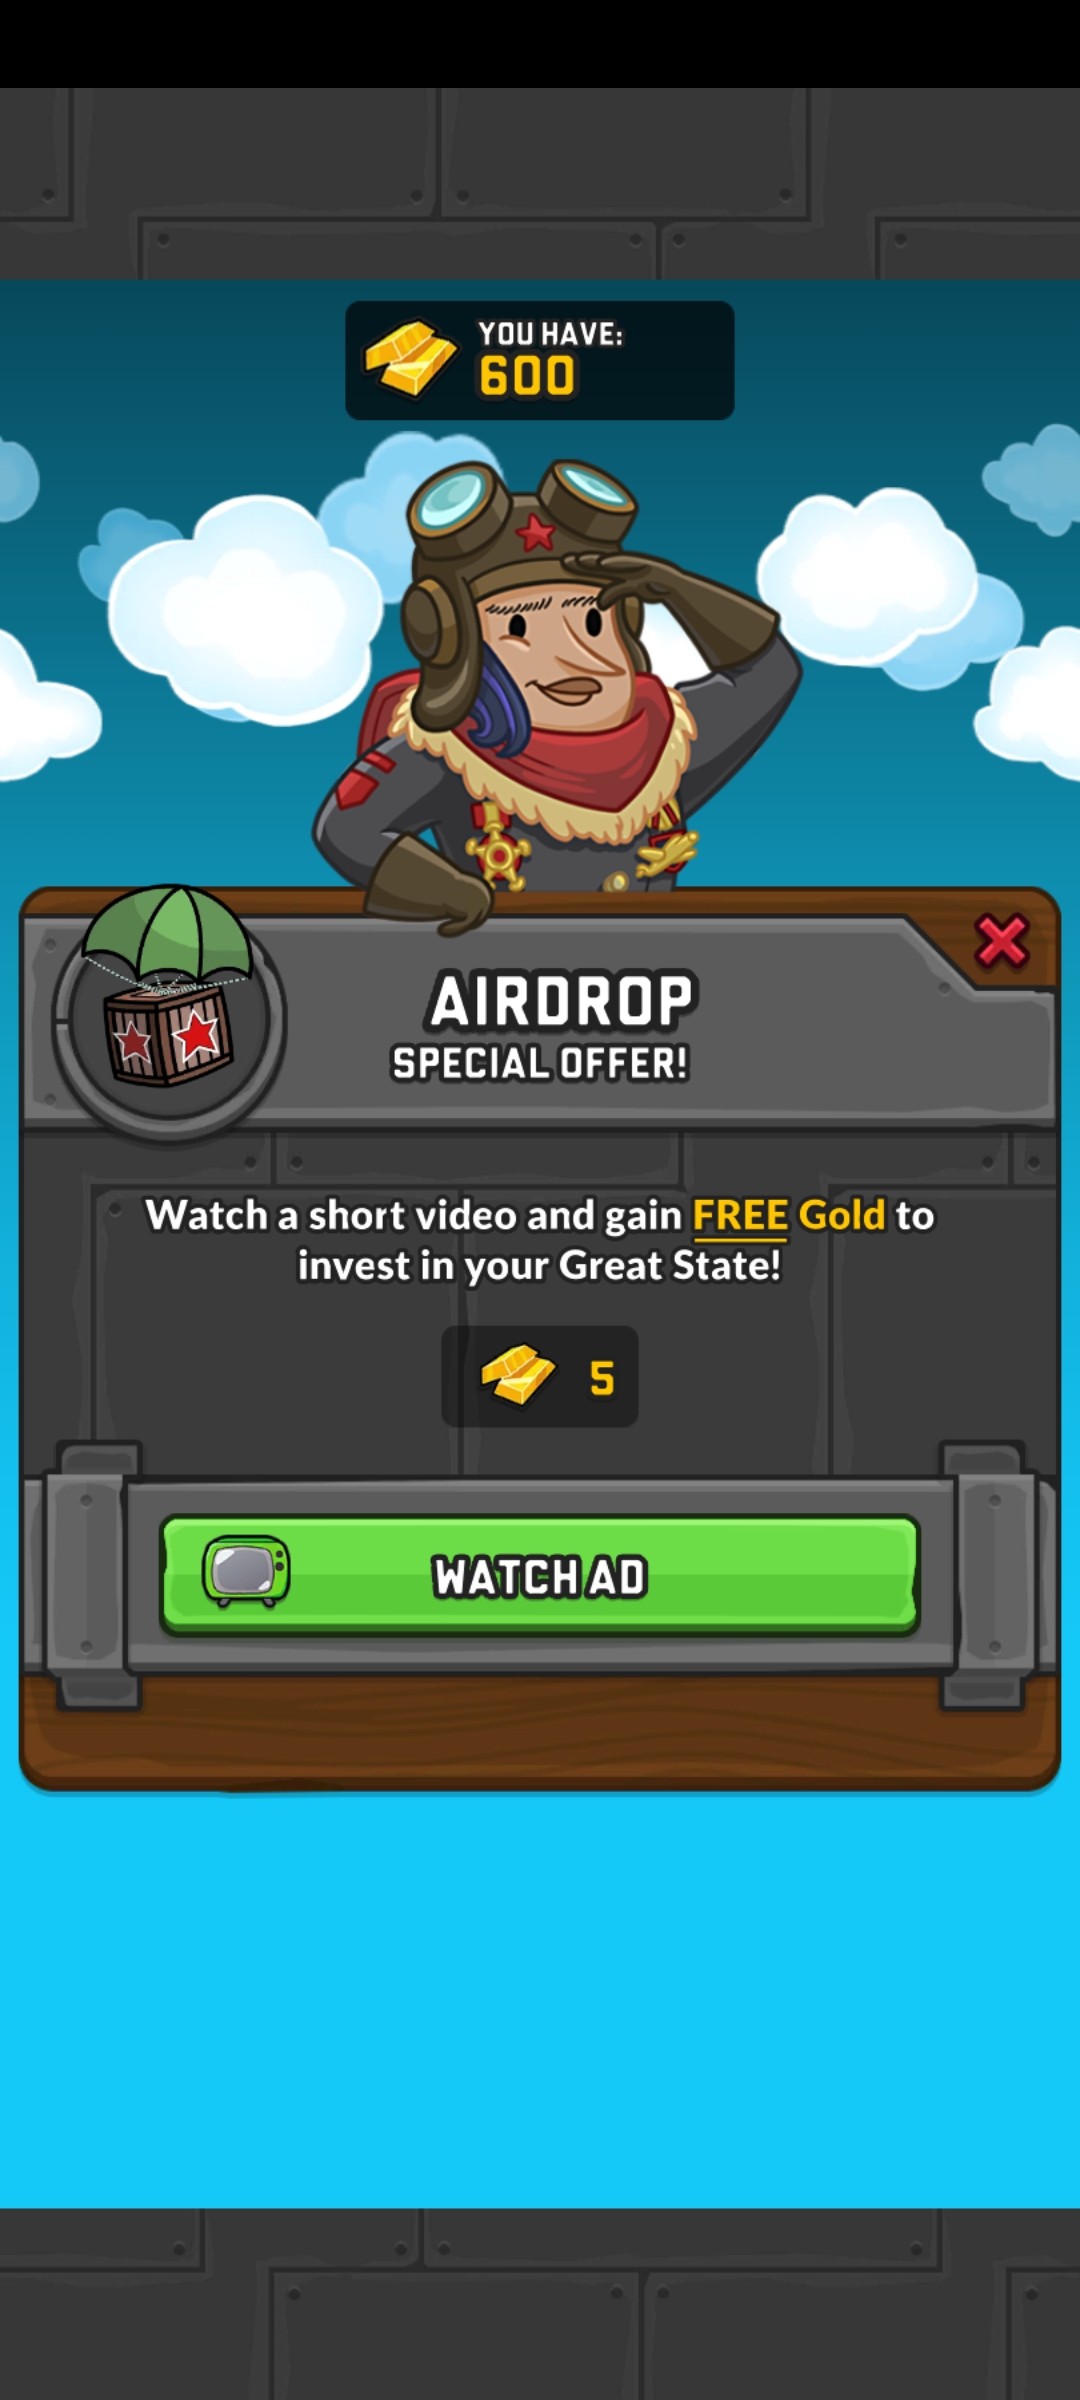 YOU HAVE:
600
AIRDROP
SPECIAL OFFER!
Watch a short video and gain FREE Gold to
invest in your Great State!
5
WATCH AD